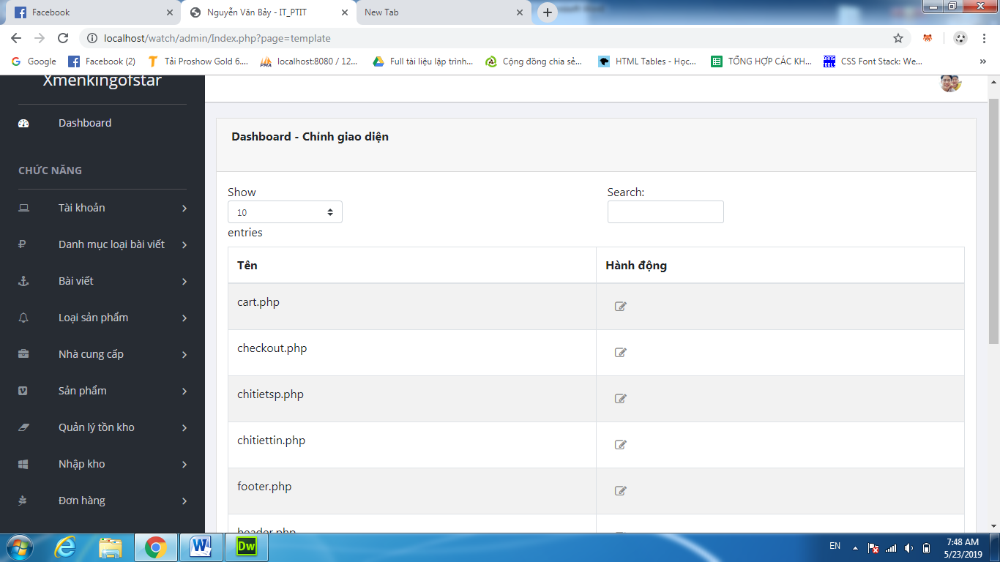 Facebook
Nguyễn Văn Bảy - IT_PTIT
New Tab
localhost/watch/admin/Index.php?page=template
Google
Facebook (2)
Tải Proshow Gold 6....
localhost:8080 / 12...
Full tài liệu lập trình...
Cộng đồng chia sẻ...
HTML Tables - Học...
TỔNG HỢP CÁC KH...
CSS Font Stack: We...
Xmenkingofstar
Dashboard
CHỨC NĂNG
Tài khoản
Danh mục loại bài viết
Bài viết
Loại sản phẩm
Nhà cung cấp
Sản phẩm
Quản lý tồn kho
Nhập kho
Đơn hàng
Dashboard - Chỉnh giao diện
Show
10
entries
Search:
Tên
Hành động
cart.php
checkout.php
chitietsp.php
chitiettin.php
footer.php
header.php
EN
7:48 AM
5/23/2019